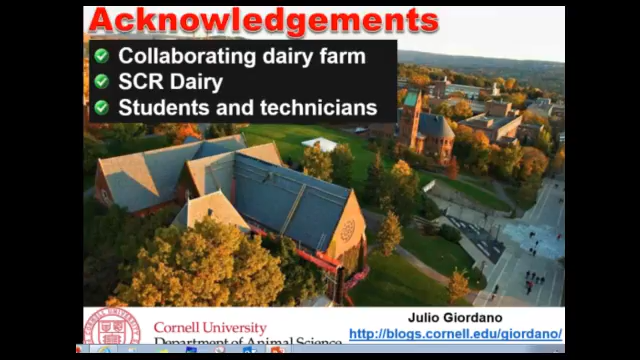 Acknowledgements
Collaborating dairy farm
SCR Dairy
Students and technicians
Julio Giordano
Cornell University
http://blogs.cornell.edu/giordano/
Department of Animal Science